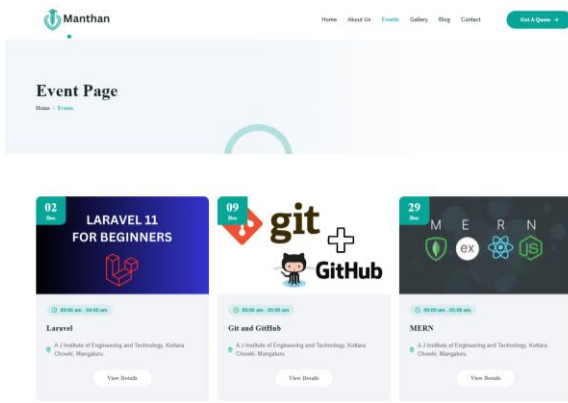 Manthan
Home About Us Events Gallery Blog Contact Get A Quote →
Event Page
Home / Events
02
Dec
LARAVEL 11
FOR BEGINNERS
09
Dec
git
GitHub
29
Dec
M E R N
ex
JS
Laravel
A J Institute of Engineering and Technology, Kottara
Chowki, Mangaluru.
View Details
Git and GitHub
A J Institute of Engineering and Technology, Kottara
Chowki, Mangaluru.
View Details
MERN
A J Institute of Engineering and Technology, Kottara
Chowki, Mangaluru.
View Details